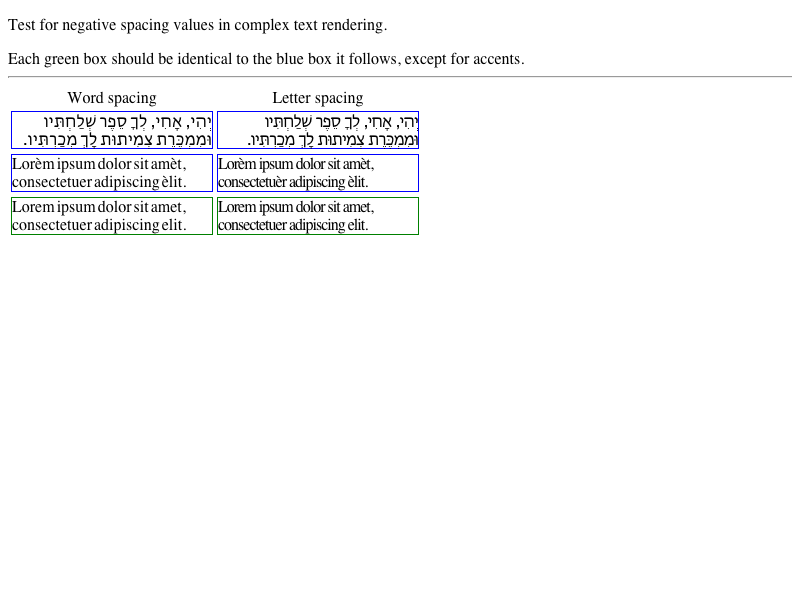 Test for negative spacing values in complex text rendering.
Each green box should be identical to the blue box it follows, except for accents.
Word spacing
Letter spacing
יְהִי, אָחִי, לְךָ סֵפֶר שְׁלַחְתִּיו
וּמִמְכֵּרֶת צְמִיתוּת לָךְ מְכַרְתִּיו.
יְהִי, אָחִי, לְךָ סֵפֶר שְׁלַחְתִּיו
וּמִמְכֵּרֶת צְמִיתוּת לָךְ מְכַרְתִּיו.
Lorèm ipsum dolor sit amèt,
consectetuer adipiscing èlit.
Lorèm ipsum dolor sit amèt,
consectetuèr adipiscing èlit.
Lorem ipsum dolor sit amet,
consectetuer adipiscing elit.
Lorem ipsum dolor sit amet,
consectetuer adipiscing elit.